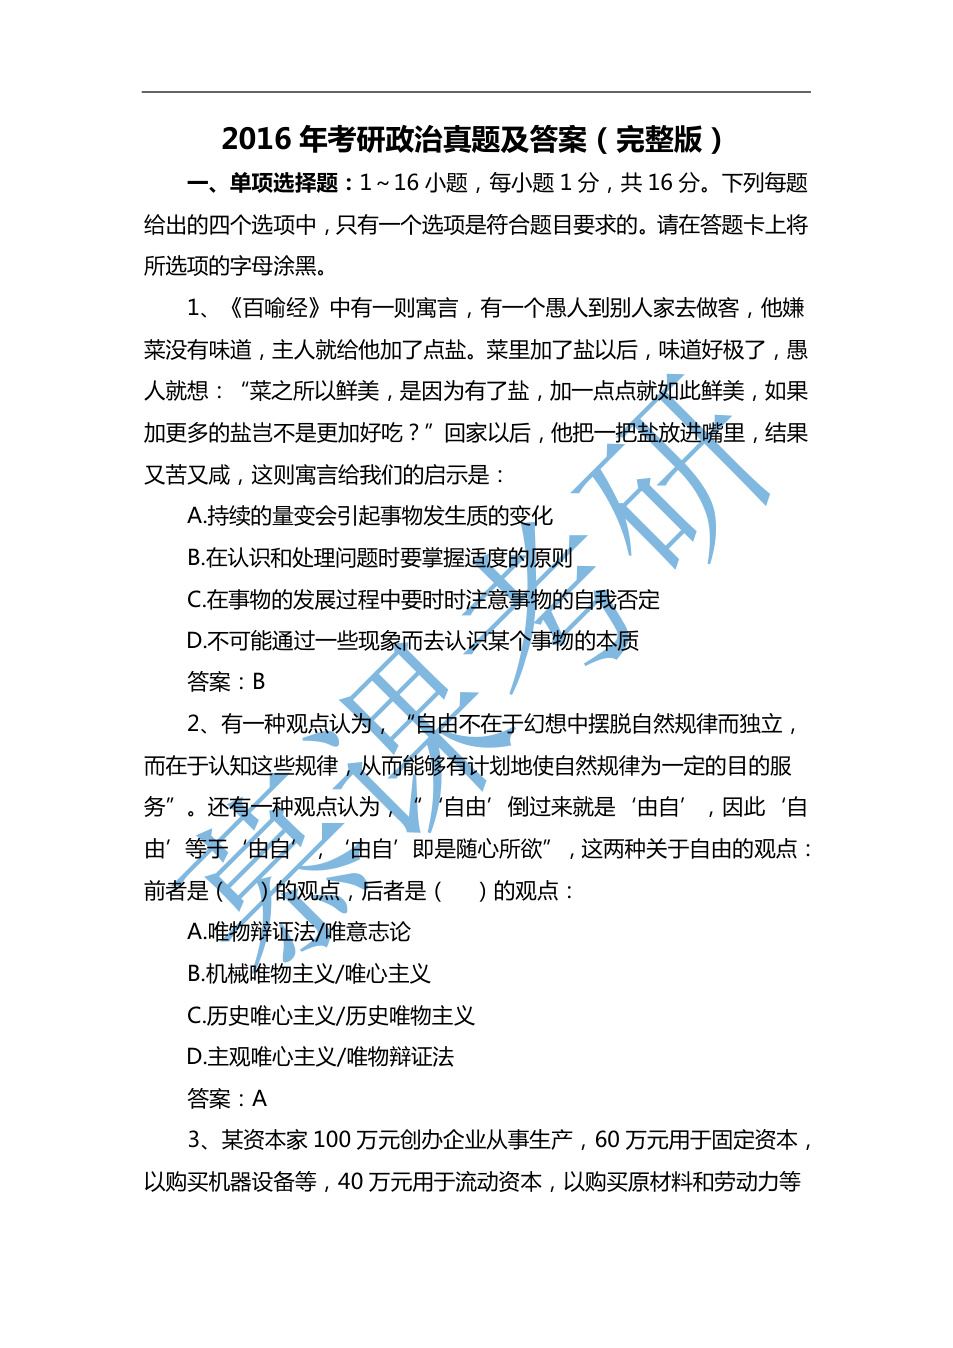 2016 年考研政治真题及答案（完整版）
一、单项选择题：1～16 小题，每小题 1 分，共 16 分。下列每题
给出的四个选项中，只有一个选项是符合题目要求的。请在答题卡上将
所选项的字母涂黑。
1、《百喻经》中有一则寓言，有一个愚人到别人家去做客，他嫌
菜没有味道，主人就给他加了点盐。菜里加了盐以后，味道好极了，愚
人就想：“菜之所以鲜美，是因为有了盐，加一点点就如此鲜美，如果
加更多的盐岂不是更加好吃？”回家以后，他把一把盐放进嘴里，结果
又苦又咸，这则寓言给我们的启示是：
A.持续的量变会引起事物发生质的变化
B.在认识和处理问题时要掌握适度的原则
C.在事物的发展过程中要时时注意事物的自我否定
D.不可能通过一些现象而去认识某个事物的本质
答案：B
2、有一种观点认为，“自由不在于幻想中摆脱自然规律而独立，
而在于认知这些规律，从而能够有计划地使自然规律为一定的目的服
务”。还有一种观点认为，“‘自由’倒过来就是‘由自’，因此‘自
由’等于‘由自’，‘由自’即是随心所欲”，这两种关于自由的观点：
前者是（　）的观点，后者是（　）的观点：
A.唯物辩证法/唯意志论
B.机械唯物主义/唯心主义
C.历史唯心主义/历史唯物主义
D.主观唯心主义/唯物辩证法
答案：A
3、某资本家 100 万元创办企业从事生产，60 万元用于固定资本，
以购买机器设备等，40 万元用于流动资本，以购买原材料和劳动力等
慕课考研